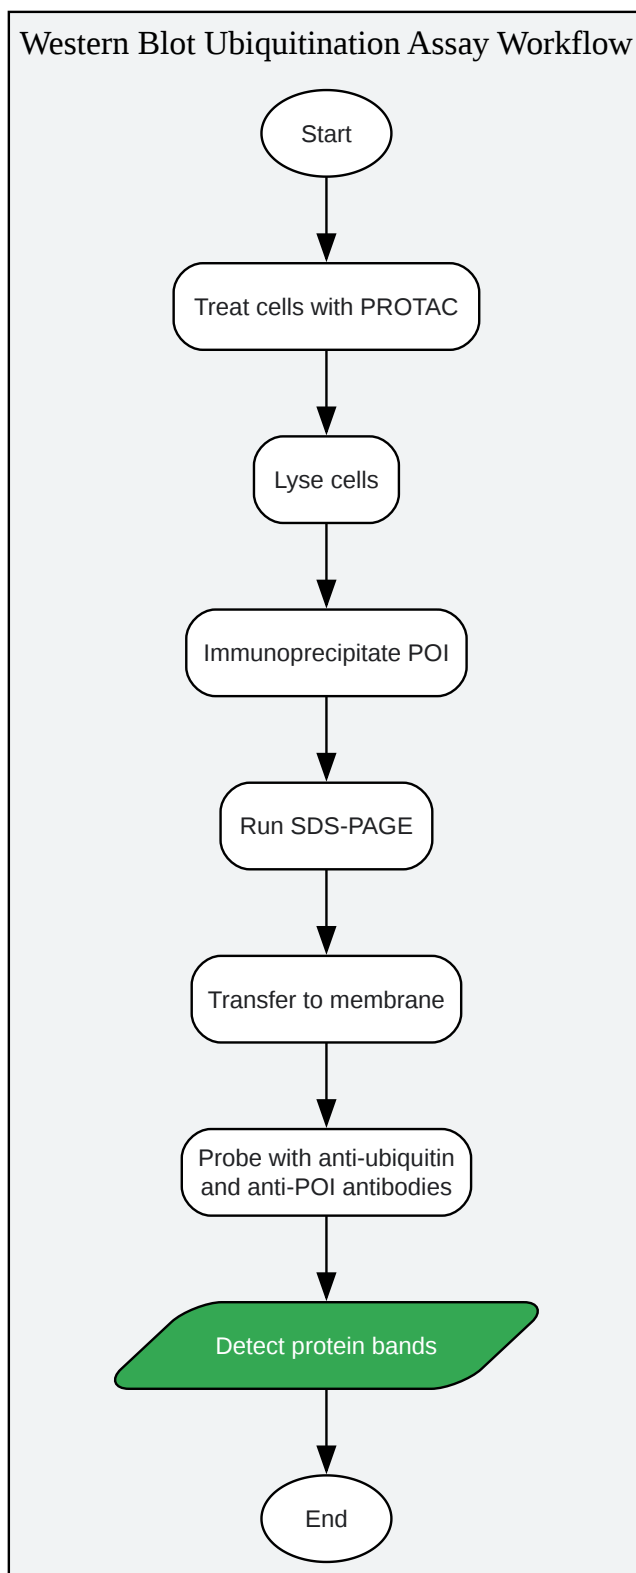 Western Blot Ubiquitination Assay Workflow
Start
Treat cells with PROTAC
Lyse cells
Immunoprecipitate POI
Run SDS-PAGE
Transfer to membrane
Probe with anti-ubiquitin
and anti-POI antibodies
Detect protein bands
End